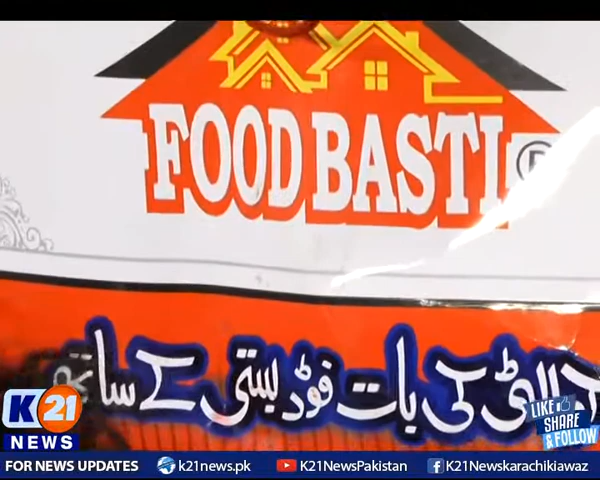 FOOD BASTI
®
کی بات فوڈ بستی کے سا
K21
NEWS
LIKE
SHARE
& FOLLOW
FOR NEWS UPDATES k21news.pk K21NewsPakistan K21Newskarachikiawaz